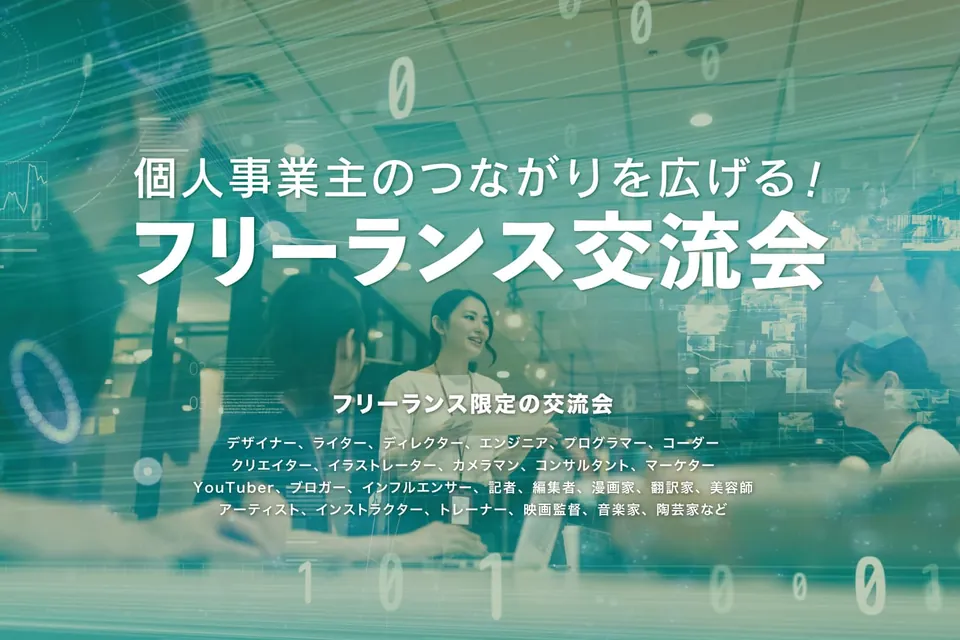 個人事業主のつながりを広げる!
フリーランス交流会
フリーランス限定の交流会
デザイナー、ライター、ディレクター、エンジニア、プログラマー、コーダー
クリエイター、イラストレーター、カメラマン、コンサルタント、マーケター
YouTuber、ブロガー、インフルエンサー、記者、編集者、漫画家、翻訳家、美容師
アーティスト、インストラクター、トレーナー、映画監督、音楽家、陶芸家など